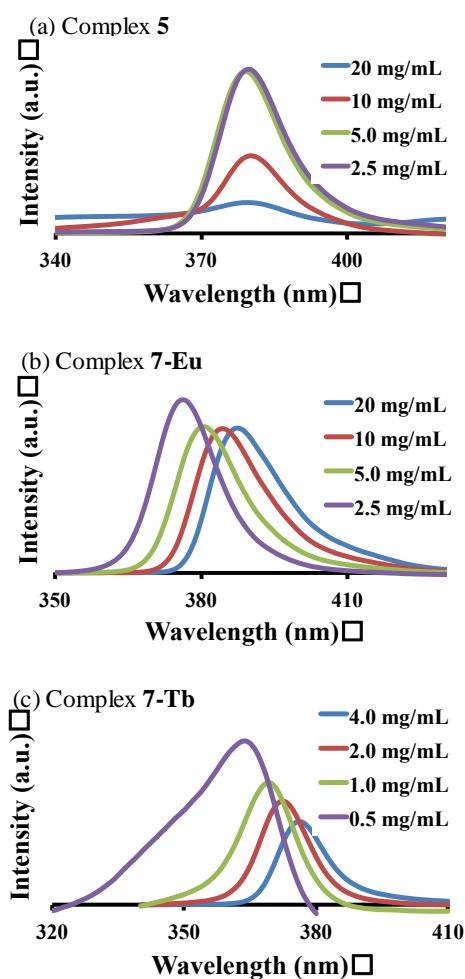 (a) Complex 5
Intensity (a.u.)□
20 mg/mL
10 mg/mL
5.0 mg/mL
2.5 mg/mL
340 370 400
Wavelength (nm)□
(b) Complex 7-Eu
Intensity (a.u.)□
20 mg/mL
10 mg/mL
5.0 mg/mL
2.5 mg/mL
350 380 410
Wavelength (nm)□
(c) Complex 7-Tb
Intensity (a.u.)□
4.0 mg/mL
2.0 mg/mL
1.0 mg/mL
0.5 mg/mL
320 350 380 410
Wavelength (nm)□